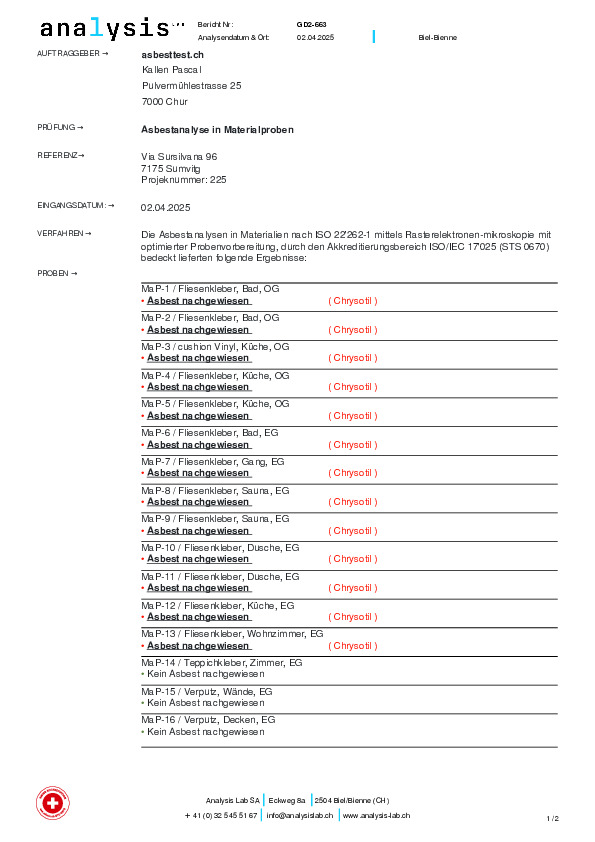 analysis
Bericht Nr: GD2-663
Analysendatum & Ort: 02.04.2025 Biel-Bienne
AUFTRAGGEBER → asbesttest.ch
Kallen Pascal
Pulvermühlestrasse 25
7000 Chur
PRÜFUNG → Asbestanalyse in Materialproben
REFERENZ→ Via Sursilvana 96
7175 Sumvitg
Projeknummer: 225
EINGANGSDATUM: → 02.04.2025
VERFAHREN → Die Asbestanalysen in Materialien nach ISO 22'262-1 mittels Rasterelektronen-mikroskopie mit
optimierter Probenvorbereitung, durch den Akkreditierungsbereich ISO/IEC 17'025 (STS 0670)
bedeckt lieferten folgende Ergebnisse:
PROBEN →
MaP-1 / Fliesenkleber, Bad, OG
• Asbest nachgewiesen ( Chrysotil )
MaP-2 / Fliesenkleber, Bad, OG
• Asbest nachgewiesen ( Chrysotil )
MaP-3 / cushion Vinyl, Küche, OG
• Asbest nachgewiesen ( Chrysotil )
MaP-4 / Fliesenkleber, Küche, OG
• Asbest nachgewiesen ( Chrysotil )
MaP-5 / Fliesenkleber, Küche, OG
• Asbest nachgewiesen ( Chrysotil )
MaP-6 / Fliesenkleber, Bad, EG
• Asbest nachgewiesen ( Chrysotil )
MaP-7 / Fliesenkleber, Gang, EG
• Asbest nachgewiesen ( Chrysotil )
MaP-8 / Fliesenkleber, Sauna, EG
• Asbest nachgewiesen ( Chrysotil )
MaP-9 / Fliesenkleber, Sauna, EG
• Asbest nachgewiesen ( Chrysotil )
MaP-10 / Fliesenkleber, Dusche, EG
• Asbest nachgewiesen ( Chrysotil )
MaP-11 / Fliesenkleber, Dusche, EG
• Asbest nachgewiesen ( Chrysotil )
MaP-12 / Fliesenkleber, Küche, EG
• Asbest nachgewiesen ( Chrysotil )
MaP-13 / Fliesenkleber, Wohnzimmer, EG
• Asbest nachgewiesen ( Chrysotil )
MaP-14 / Teppichkleber, Zimmer, EG
• Kein Asbest nachgewiesen
MaP-15 / Verputz, Wände, EG
• Kein Asbest nachgewiesen
MaP-16 / Verputz, Decken, EG
• Kein Asbest nachgewiesen
Analysis Lab SA | Eckweg 8a | 2504 Biel/Bienne (CH)
+ 41 (0) 32 545 51 67 | info@analysislab.ch | www.analysis-lab.ch
1 / 2